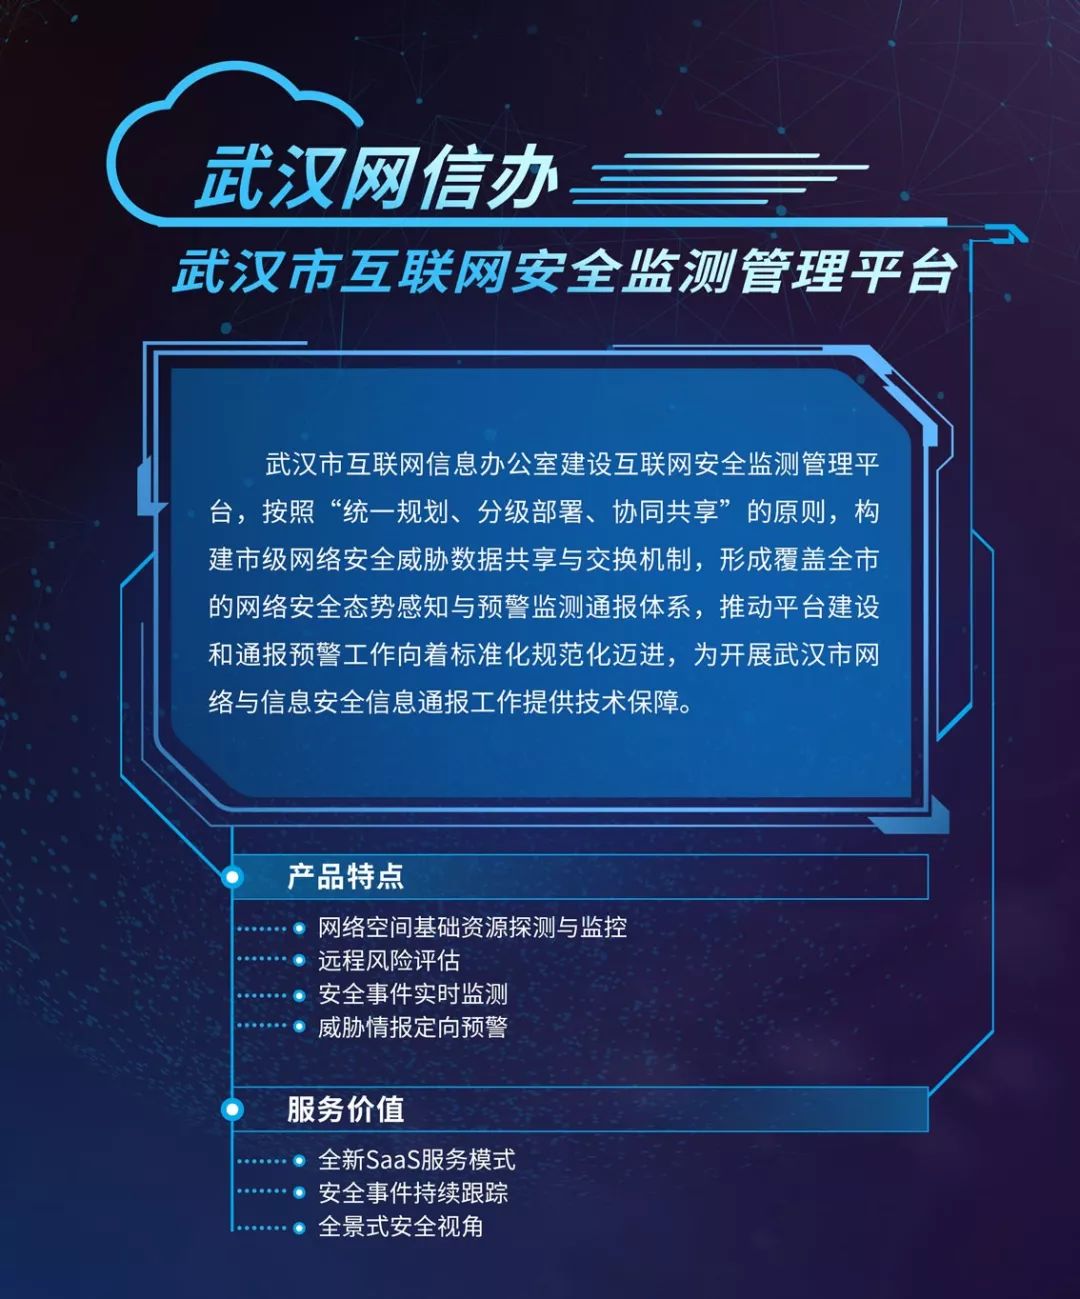 武汉网信办
武汉市互联网安全监测管理平台
武汉市互联网信息办公室建设互联网安全监测管理平
台，按照“统一规划、分级部署、协同共享”的原则，构
建市级网络安全威胁数据共享与交换机制，形成覆盖全市
的网络安全态势感知与预警监测通报体系，推动平台建设
和通报预警工作向着标准化规范化迈进，为开展武汉市网
络与信息安全信息通报工作提供技术保障。
产品特点
网络空间基础资源探测与监控
远程风险评估
安全事件实时监测
威胁情报定向预警
服务价值
全新SaaS服务模式
安全事件持续跟踪
全景式安全视角